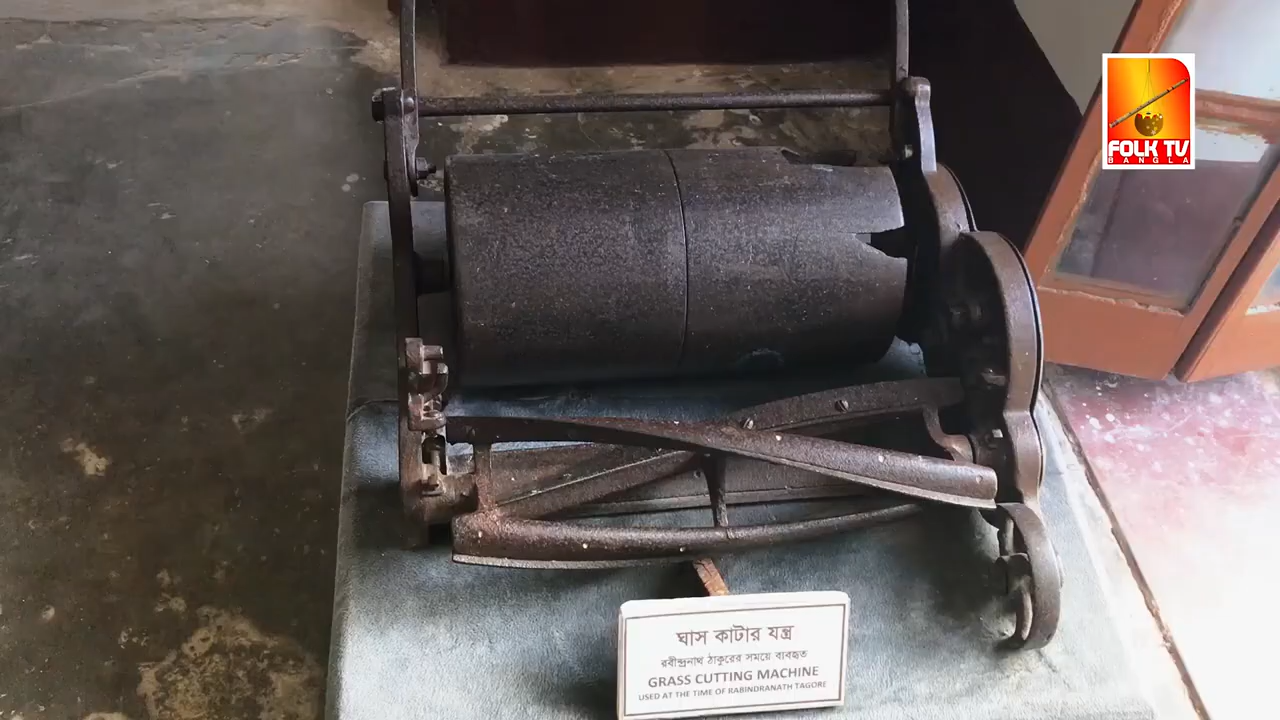 FOLK TV
BANGLA
ঘাস কাটার যন্ত্র
রবীন্দ্রনাথ ঠাকুরের সময়ে ব্যবহৃত
GRASS CUTTING MACHINE
USED AT THE TIME OF RABINDRANATH TAGORE